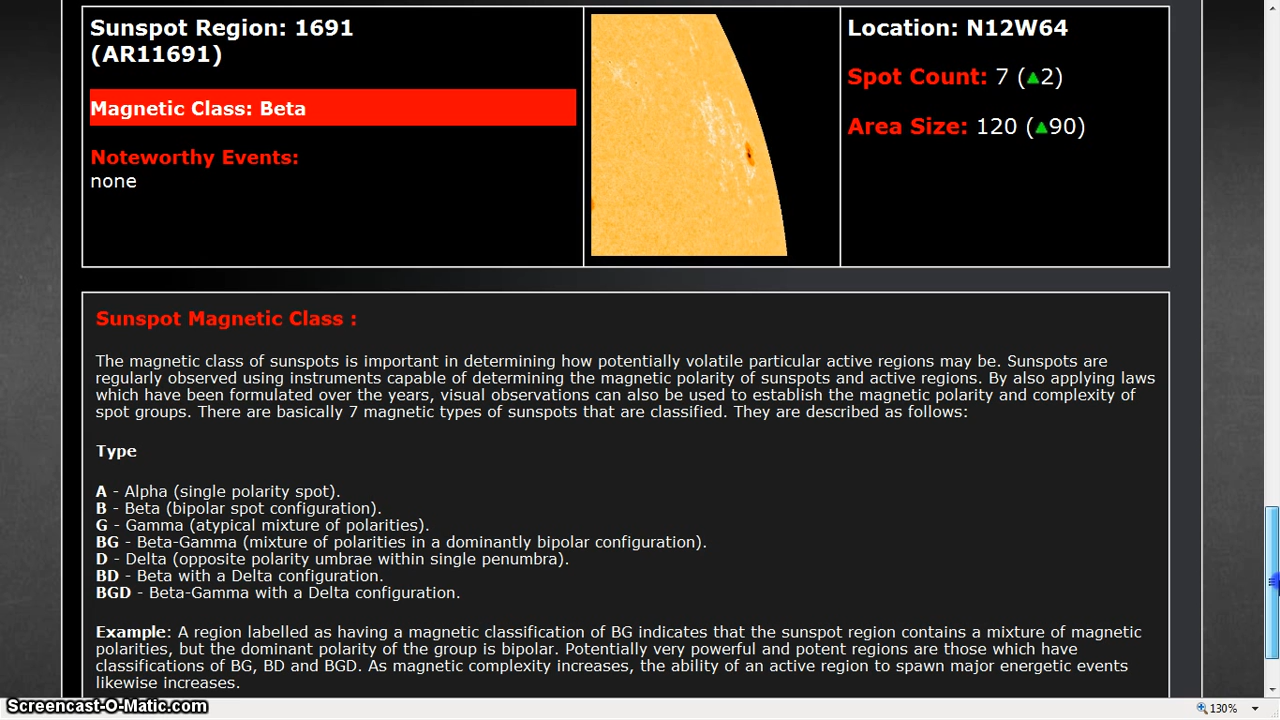 Sunspot Region: 1691
(AR11691)
Magnetic Class: Beta
Noteworthy Events:
none
Location: N12W64
Spot Count: 7 (▲2)
Area Size: 120 (▲90)
Sunspot Magnetic Class :
The magnetic class of sunspots is important in determining how potentially volatile particular active regions may be. Sunspots are
regularly observed using instruments capable of determining the magnetic polarity of sunspots and active regions. By also applying laws
which have been formulated over the years, visual observations can also be used to establish the magnetic polarity and complexity of
spot groups. There are basically 7 magnetic types of sunspots that are classified. They are described as follows:
Type
A - Alpha (single polarity spot).
B - Beta (bipolar spot configuration).
G - Gamma (atypical mixture of polarities).
BG - Beta-Gamma (mixture of polarities in a dominantly bipolar configuration).
D - Delta (opposite polarity umbrae within single penumbra).
BD - Beta with a Delta configuration.
BGD - Beta-Gamma with a Delta configuration.
Example: A region labelled as having a magnetic classification of BG indicates that the sunspot region contains a mixture of magnetic
polarities, but the dominant polarity of the group is bipolar. Potentially very powerful and potent regions are those which have
classifications of BG, BD and BGD. As magnetic complexity increases, the ability of an active region to spawn major energetic events
likewise increases.
Screencast-O-Matic.com
130%